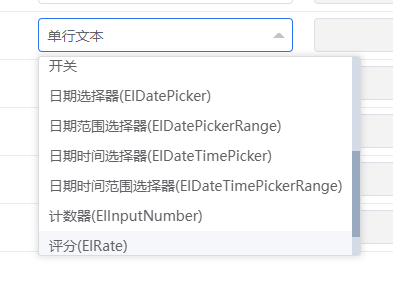 单行文本
开关
日期选择器(ElDatePicker)
日期范围选择器(ElDatePickerRange)
日期时间选择器(ElDateTimePicker)
日期时间范围选择器(ElDateTimePickerRange)
计数器(ElInputNumber)
评分(ElRate)